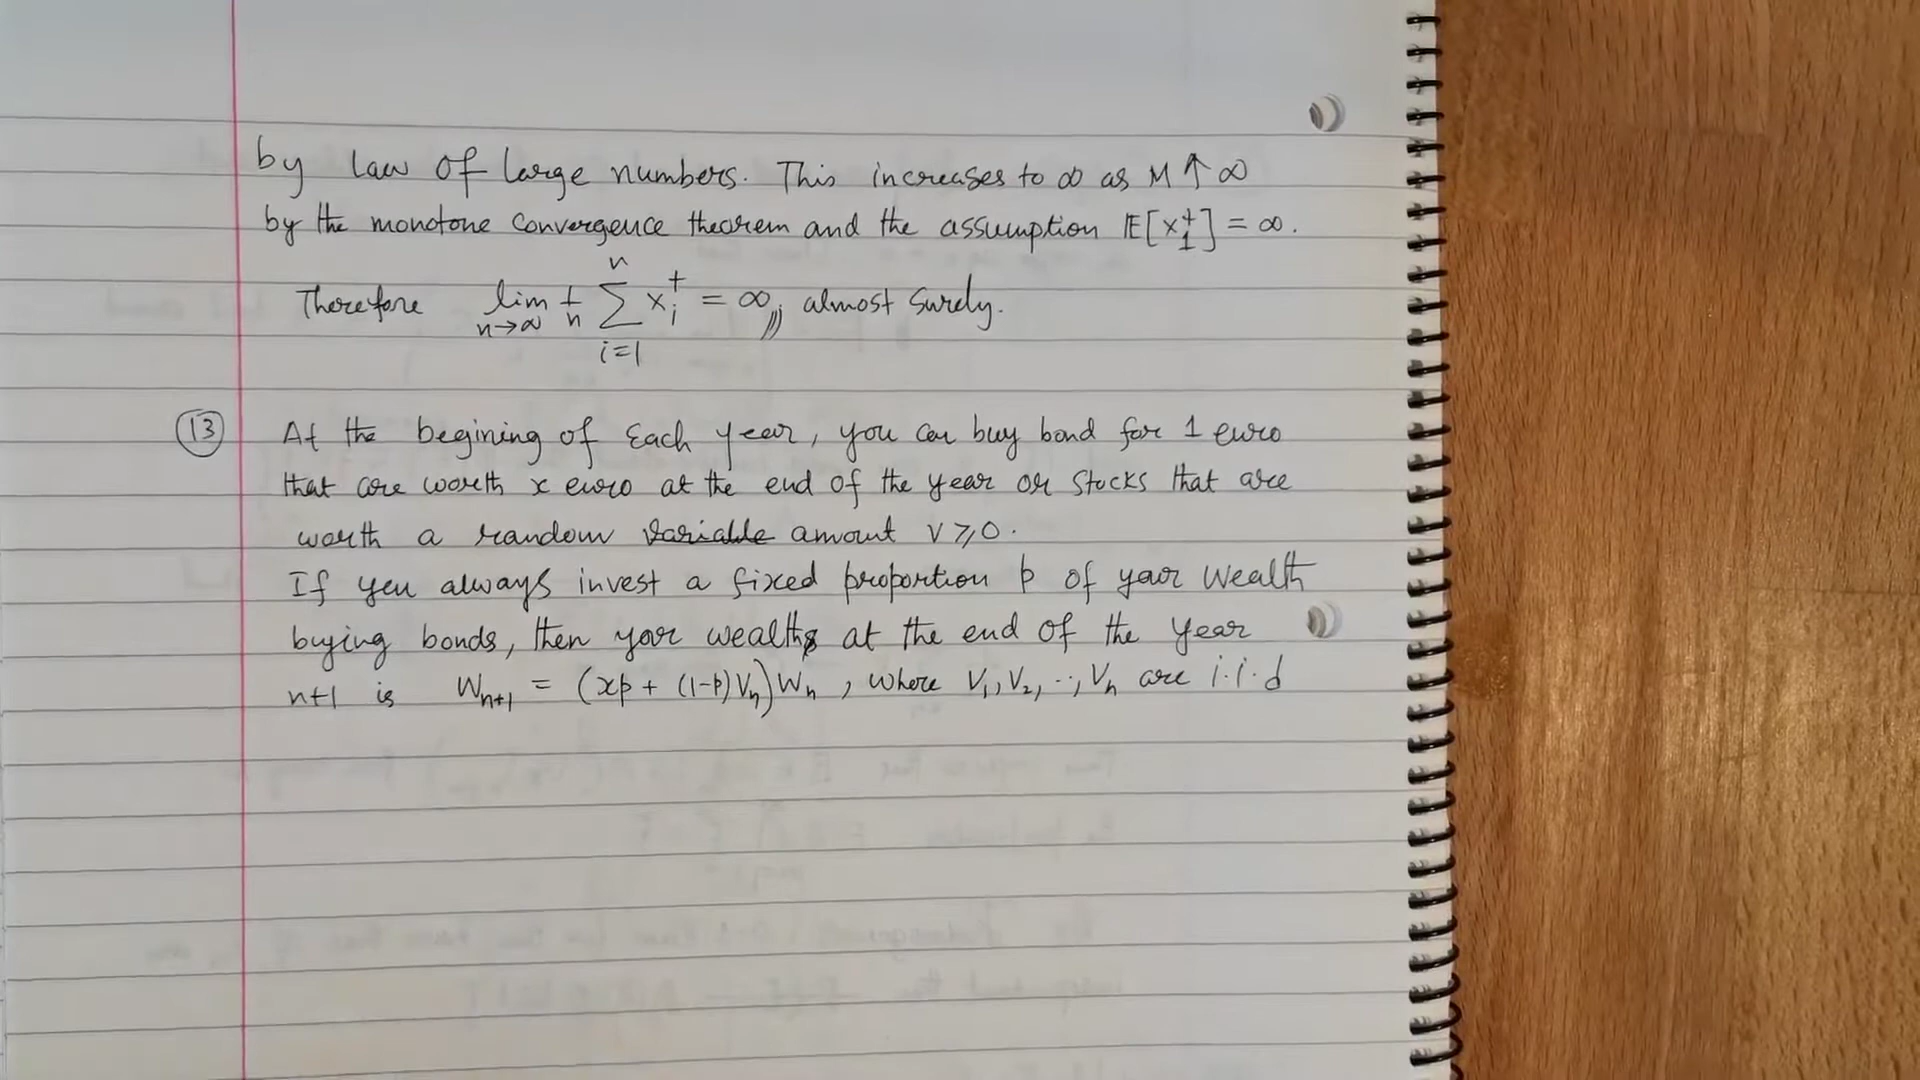 by law of large numbers. This increases to ∞ as M ↑ ∞
by the monotone convergence theorem and the assumption 𝔼[X₁⁺] = ∞.
Therefore lim_{n→∞} 1/n ∑_{i=1}^{n} X_i⁺ = ∞, almost surely.
(13) At the begining of Each year, you can buy bond for 1 euro
that are worth x euro at the end of the year or stocks that are
worth a random variable amount V ≥ 0.
If you always invest a fixed proportion p of your wealth
buying bonds, then your wealth at the end of the year
n+1 is W_{n+1} = (xp + (1-p)V_n)W_n, where V₁, V₂, .., V_n are i.i.d